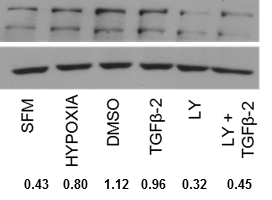 SFM
HYPOXIA
DMSO
TGFβ-2
LY
LY +
TGFβ-2
0.43 0.80 1.12 0.96 0.32 0.45